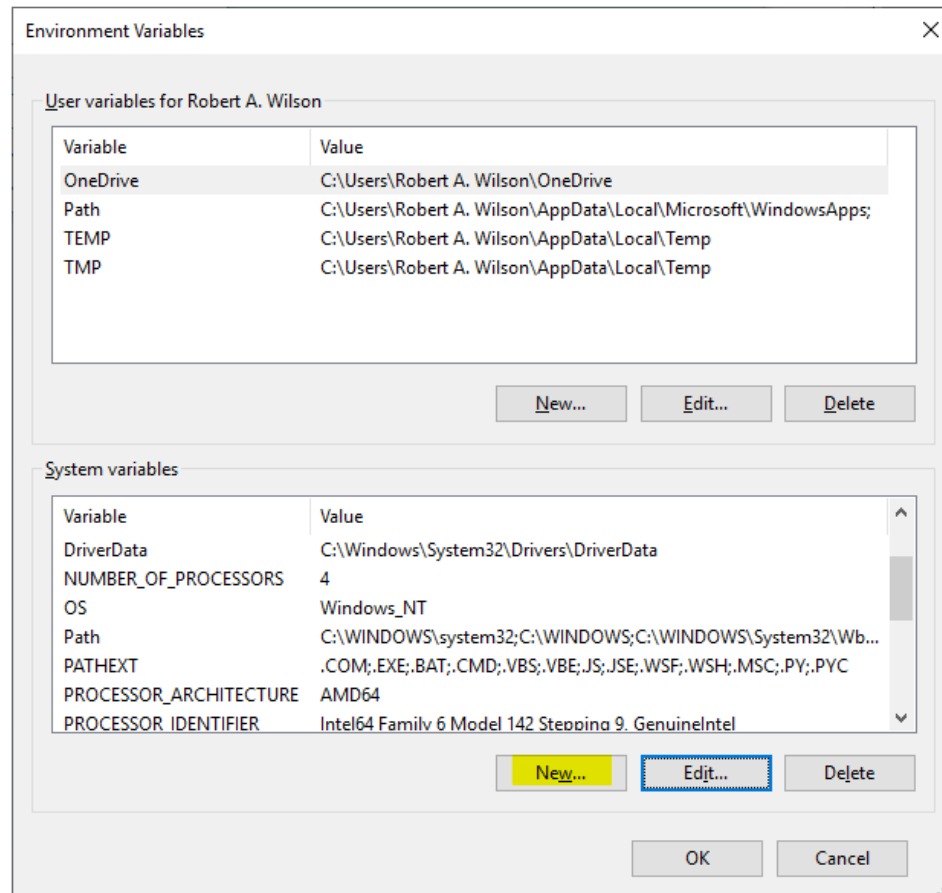 Environment Variables
User variables for Robert A. Wilson
Variable Value
OneDrive C:\Users\Robert A. Wilson\OneDrive
Path C:\Users\Robert A. Wilson\AppData\Local\Microsoft\WindowsApps;
TEMP C:\Users\Robert A. Wilson\AppData\Local\Temp
TMP C:\Users\Robert A. Wilson\AppData\Local\Temp
New... Edit... Delete
System variables
Variable Value
DriverData C:\Windows\System32\Drivers\DriverData
NUMBER_OF_PROCESSORS 4
OS Windows_NT
Path C:\WINDOWS\system32;C:\WINDOWS;C:\WINDOWS\System32\Wb...
PATHEXT .COM;.EXE;.BAT;.CMD;.VBS;.VBE;.JS;.JSE;.WSF;.WSH;.MSC;.PY;.PYC
PROCESSOR_ARCHITECTURE AMD64
PROCESSOR_IDENTIFIER Intel64 Family 6 Model 142 Stepping 9, GenuineIntel
New... Edit... Delete
OK Cancel